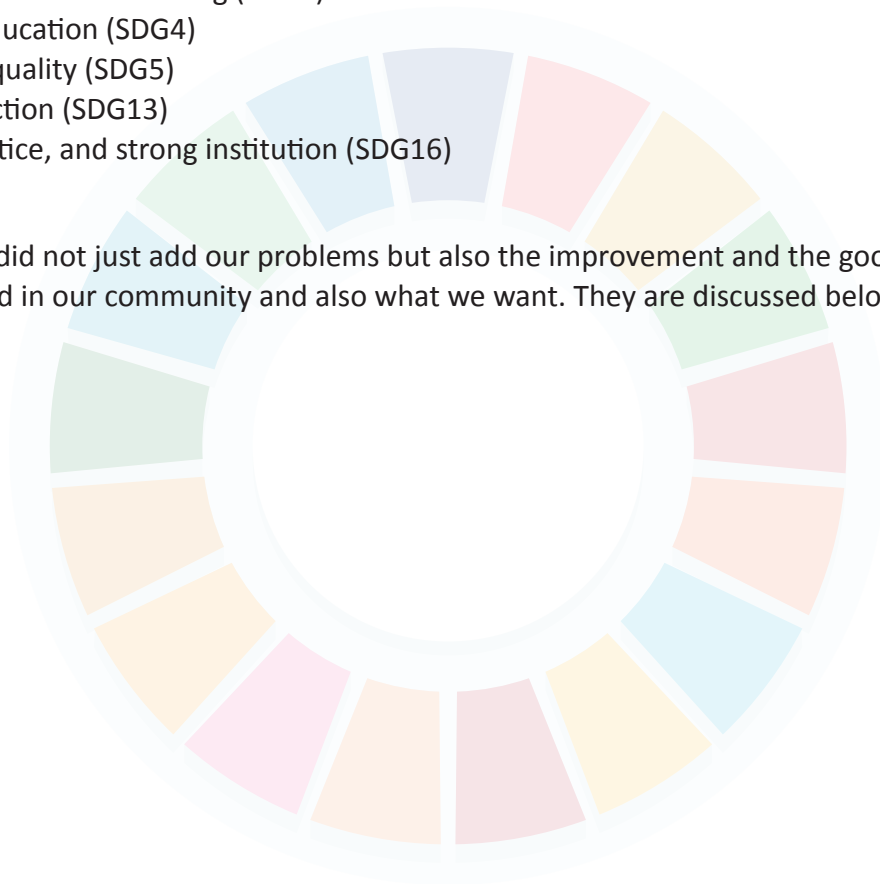 ucation (SDG4)
quality (SDG5)
ction (SDG13)
tice, and strong institution (SDG16)
did not just add our problems but also the improvement and the goo
d in our community and also what we want. They are discussed belo